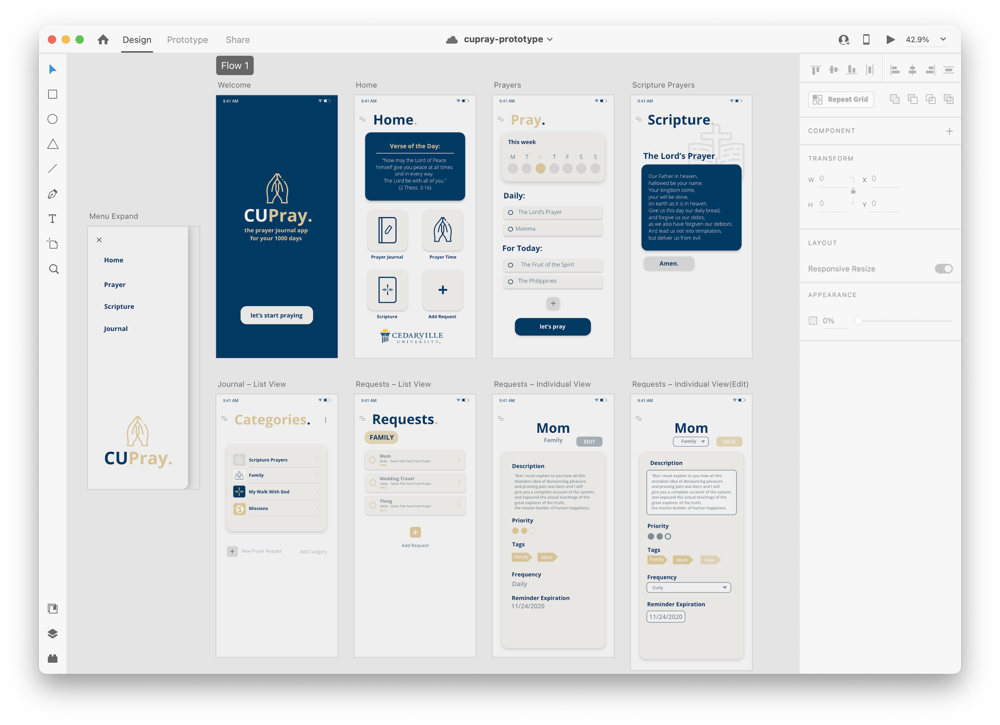 Design
Prototype
Share
cupray-prototype
42.9%
Flow 1
Menu Expand
Home
Prayer
Scripture
Journal
CUPray.
Welcome
9:41 AM
CUPray.
the prayer journal app
for your 1000 days
let's start praying
Home
9:41 AM
Home.
Verse of the Day:
“Now may the Lord of Peace
himself give you peace at all times
and in every way.
The Lord be with all of you.”
(2 Thess. 3:16)
Prayer Journal
Prayer Time
Scripture
Add Request
CEDARVILLE
UNIVERSITY.
Prayers
9:41 AM
Pray.
This week
M T W T F S S
Daily:
The Lord's Prayer
Momma
For Today:
The Fruit of the Spirit
The Philippines
let's pray
Scripture Prayers
9:41 AM
Scripture.
The Lord's Prayer
Our Father in heaven,
hallowed be your name.
Your kingdom come,
your will be done,
on earth as it is in heaven.
Give us this day our daily bread,
and forgive us our debts,
as we also have forgiven our debtors.
And lead us not into temptation,
but deliver us from evil.
Amen.
Journal – List View
9:41 AM
Categories.
Scripture Prayers
Family
My Walk With God
Missions
New Prayer Request
Add Category
Requests – List View
9:41 AM
Requests.
FAMILY
Mom
Daily - Some Title Text From Prayer
Wedding Travel
Daily - Some Title Text From Prayer
Thing
Daily - Some Title Text From Prayer
Add Request
Requests – Individual View
9:41 AM
Mom
Family
EDIT
Description
“But I must explain to you how all this
mistaken idea of denouncing pleasure
and praising pain was born and I will
give you a complete account of the system,
and expound the actual teachings of the
great explorer of the truth,
the master-builder of human happiness.
Priority
Tags
Family
Mom
Frequency
Daily
Reminder Expiration
11/24/2020
Requests – Individual View(Edit)
9:41 AM
Mom
Family
SAVE
Description
“But I must explain to you how all this
mistaken idea of denouncing pleasure
and praising pain was born and I will
give you a complete account of the system,
and expound the actual teachings of the
great explorer of the truth,
the master-builder of human happiness.
Priority
Tags
Family
Mom
New
Frequency
Daily
Reminder Expiration
11/24/2020
Repeat Grid
COMPONENT
TRANSFORM
W 0
X 0
H 0
Y 0
LAYOUT
Responsive Resize
APPEARANCE
0%